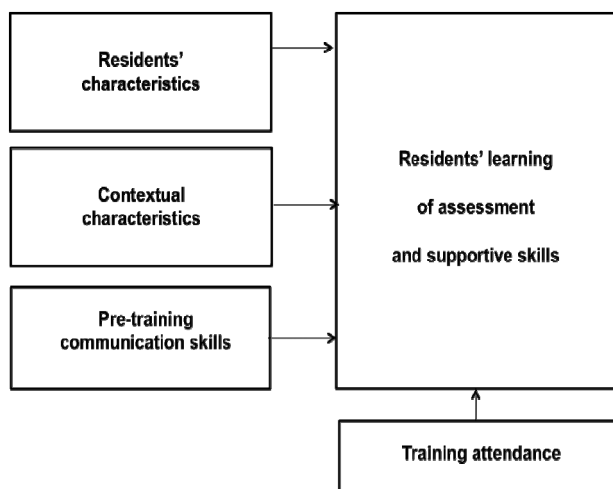 Residents’
characteristics
Contextual
characteristics
Pre-training
communication skills
Residents’ learning
of assessment
and supportive skills
Training attendance